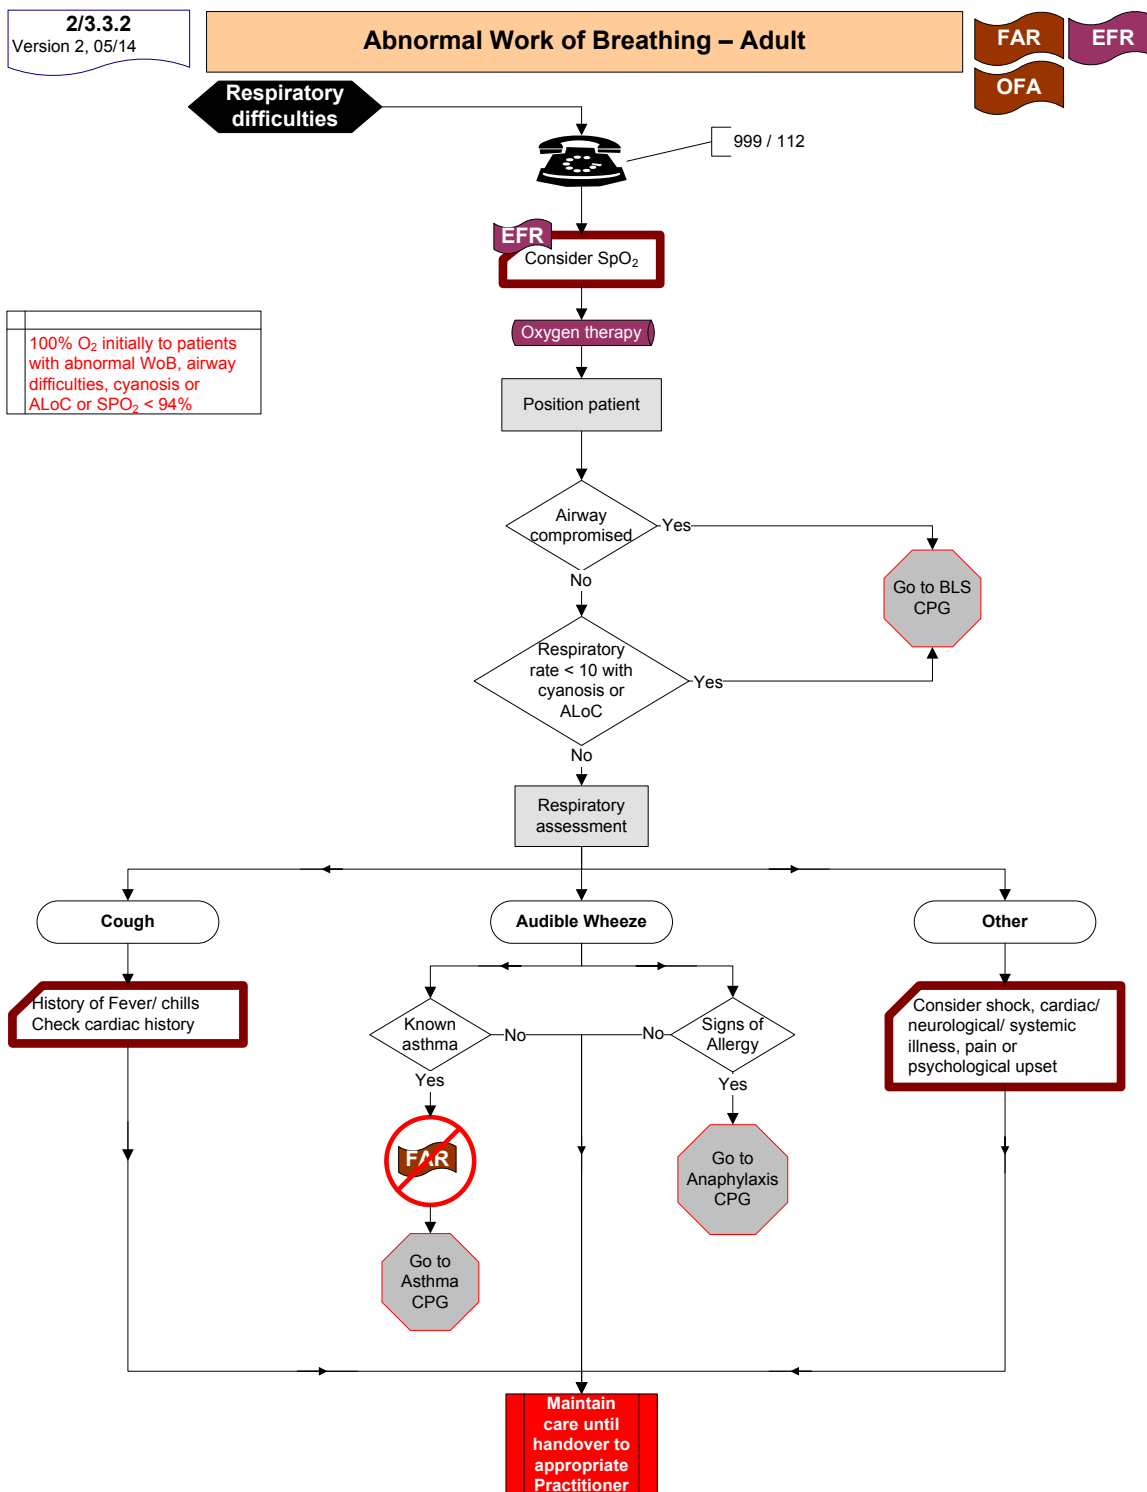 2/3.3.2
Version 2, 05/14
Abnormal Work of Breathing – Adult
FAR
EFR
OFA
Respiratory
difficulties
999 / 112
EFR
Consider SpO₂
Oxygen therapy
100% O₂ initially to patients
with abnormal WoB, airway
difficulties, cyanosis or
ALoC or SPO₂ < 94%
Position patient
Airway
compromised
Yes
No
Go to BLS
CPG
Respiratory
rate < 10 with
cyanosis or
ALoC
Yes
No
Respiratory
assessment
Cough
Audible Wheeze
Other
History of Fever/ chills
Check cardiac history
Known
asthma
No
No
Signs of
Allergy
Consider shock, cardiac/
neurological/ systemic
illness, pain or
psychological upset
Yes
Yes
FAR
Go to
Anaphylaxis
CPG
Go to
Asthma
CPG
Maintain
care until
handover to
appropriate
Practitioner